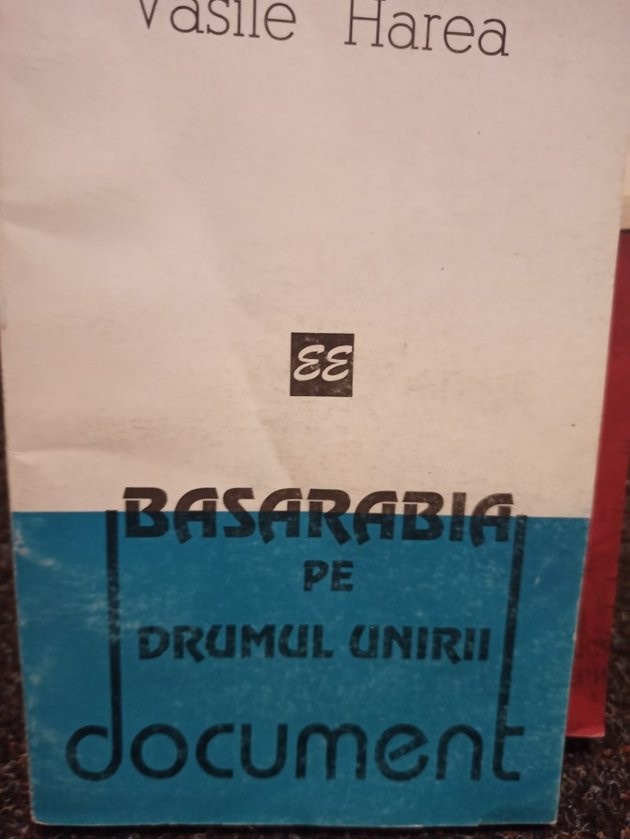 Vasile Harea
EE
BASARABIA
PE
DRUMUL UNIRII
document